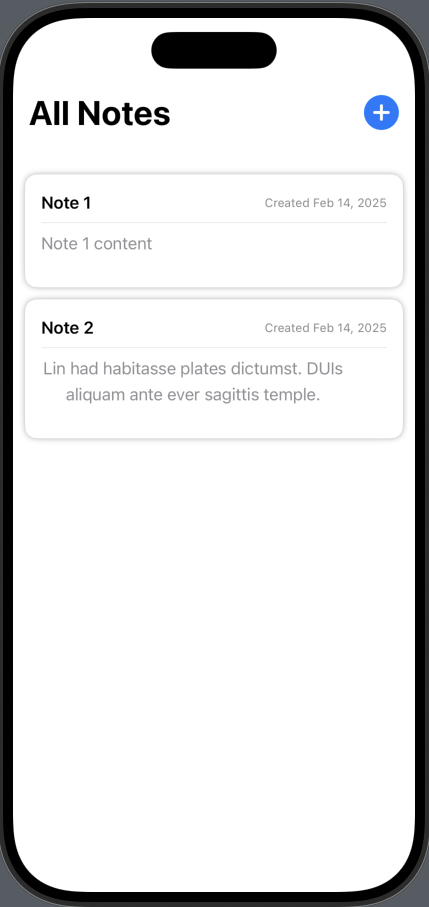 All Notes
Note 1
Created Feb 14, 2025
Note 1 content
Note 2
Created Feb 14, 2025
Lin had habitasse plates dictumst. DUIs
aliquam ante ever sagittis temple.